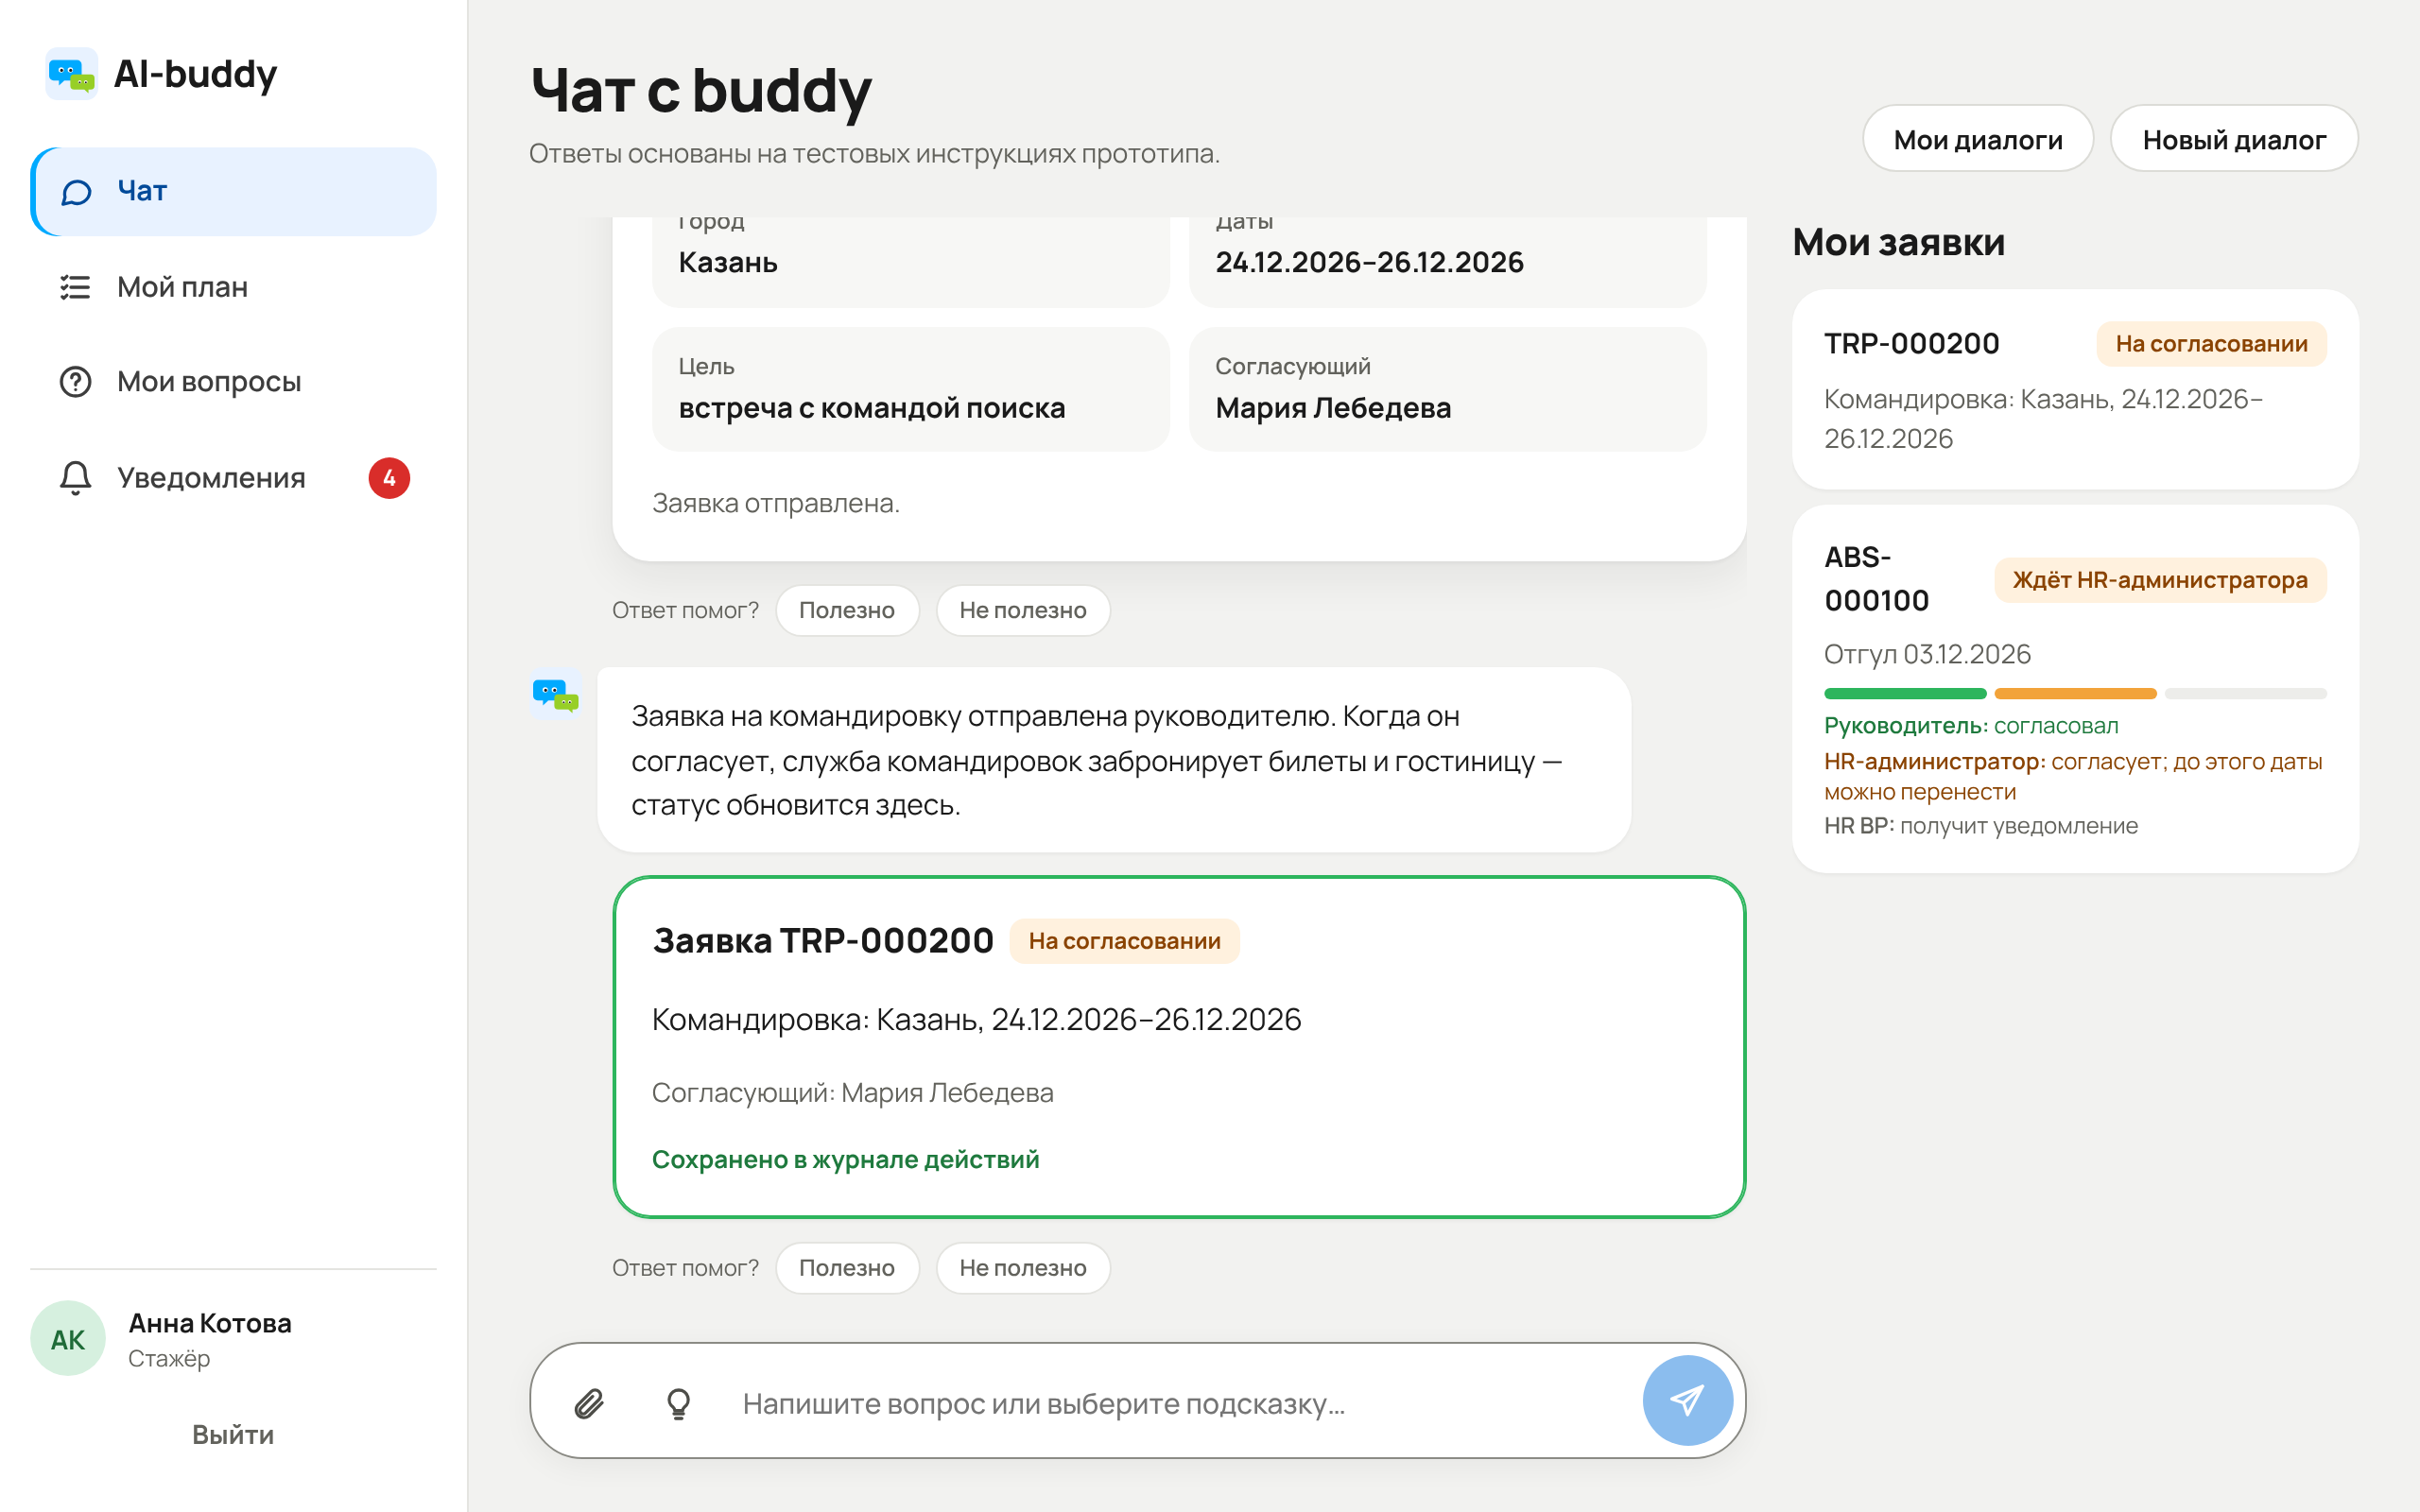 AI-buddy
Чат
Мой план
Мои вопросы
Уведомления
4
АК
Анна Котова
Стажёр
Выйти
Чат с buddy
Ответы основаны на тестовых инструкциях прототипа.
Мои диалоги
Новый диалог
Город
Казань
Даты
24.12.2026–26.12.2026
Цель
встреча с командой поиска
Согласующий
Мария Лебедева
Заявка отправлена.
Ответ помог?
Полезно
Не полезно
Заявка на командировку отправлена руководителю. Когда он
согласует, служба командировок забронирует билеты и гостиницу —
статус обновится здесь.
Заявка TRP-000200
На согласовании
Командировка: Казань, 24.12.2026–26.12.2026
Согласующий: Мария Лебедева
Сохранено в журнале действий
Ответ помог?
Полезно
Не полезно
Напишите вопрос или выберите подсказку...
Мои заявки
TRP-000200
На согласовании
Командировка: Казань, 24.12.2026–
26.12.2026
ABS-
000100
Ждёт HR-администратора
Отгул 03.12.2026
Руководитель: согласовал
HR-администратор: согласует; до этого даты
можно перенести
HR BP: получит уведомление